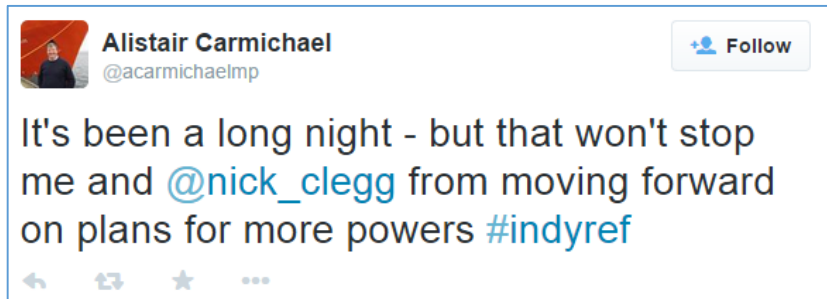 Alistair Carmichael
@acarmichaelmp
Follow
It's been a long night - but that won't stop
me and @nick_clegg from moving forward
on plans for more powers #indyref